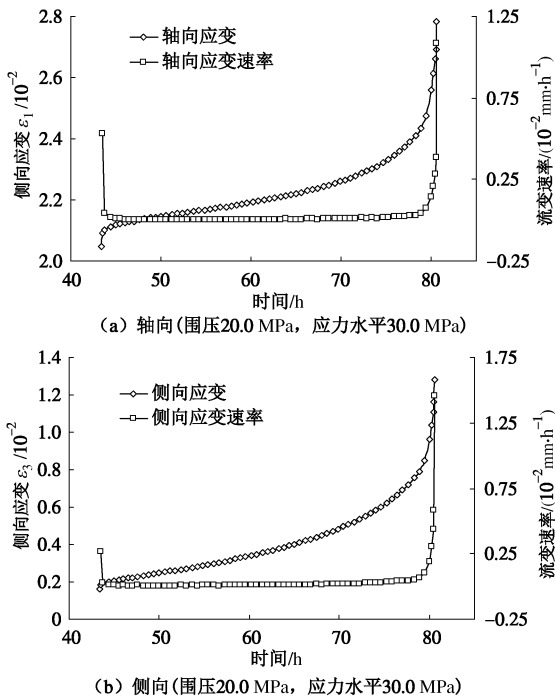 2.8
2.6
2.4
2.2
2.0
侧向应变 ε₁/10⁻²
轴向应变
轴向应变速率
1.25
0.75
0.25
−0.25
流变速率/(10⁻²mm·h⁻¹)
40 50 60 70 80
时间/h
(a) 轴向(围压20.0 MPa, 应力水平30.0 MPa)
1.4
1.2
1.0
0.8
0.6
0.4
0.2
0
侧向应变 ε₃/10⁻²
侧向应变
侧向应变速率
1.75
1.25
0.75
0.25
−0.25
流变速率/(10⁻²mm·h⁻¹)
40 50 60 70 80
时间/h
(b) 侧向(围压20.0 MPa, 应力水平30.0 MPa)